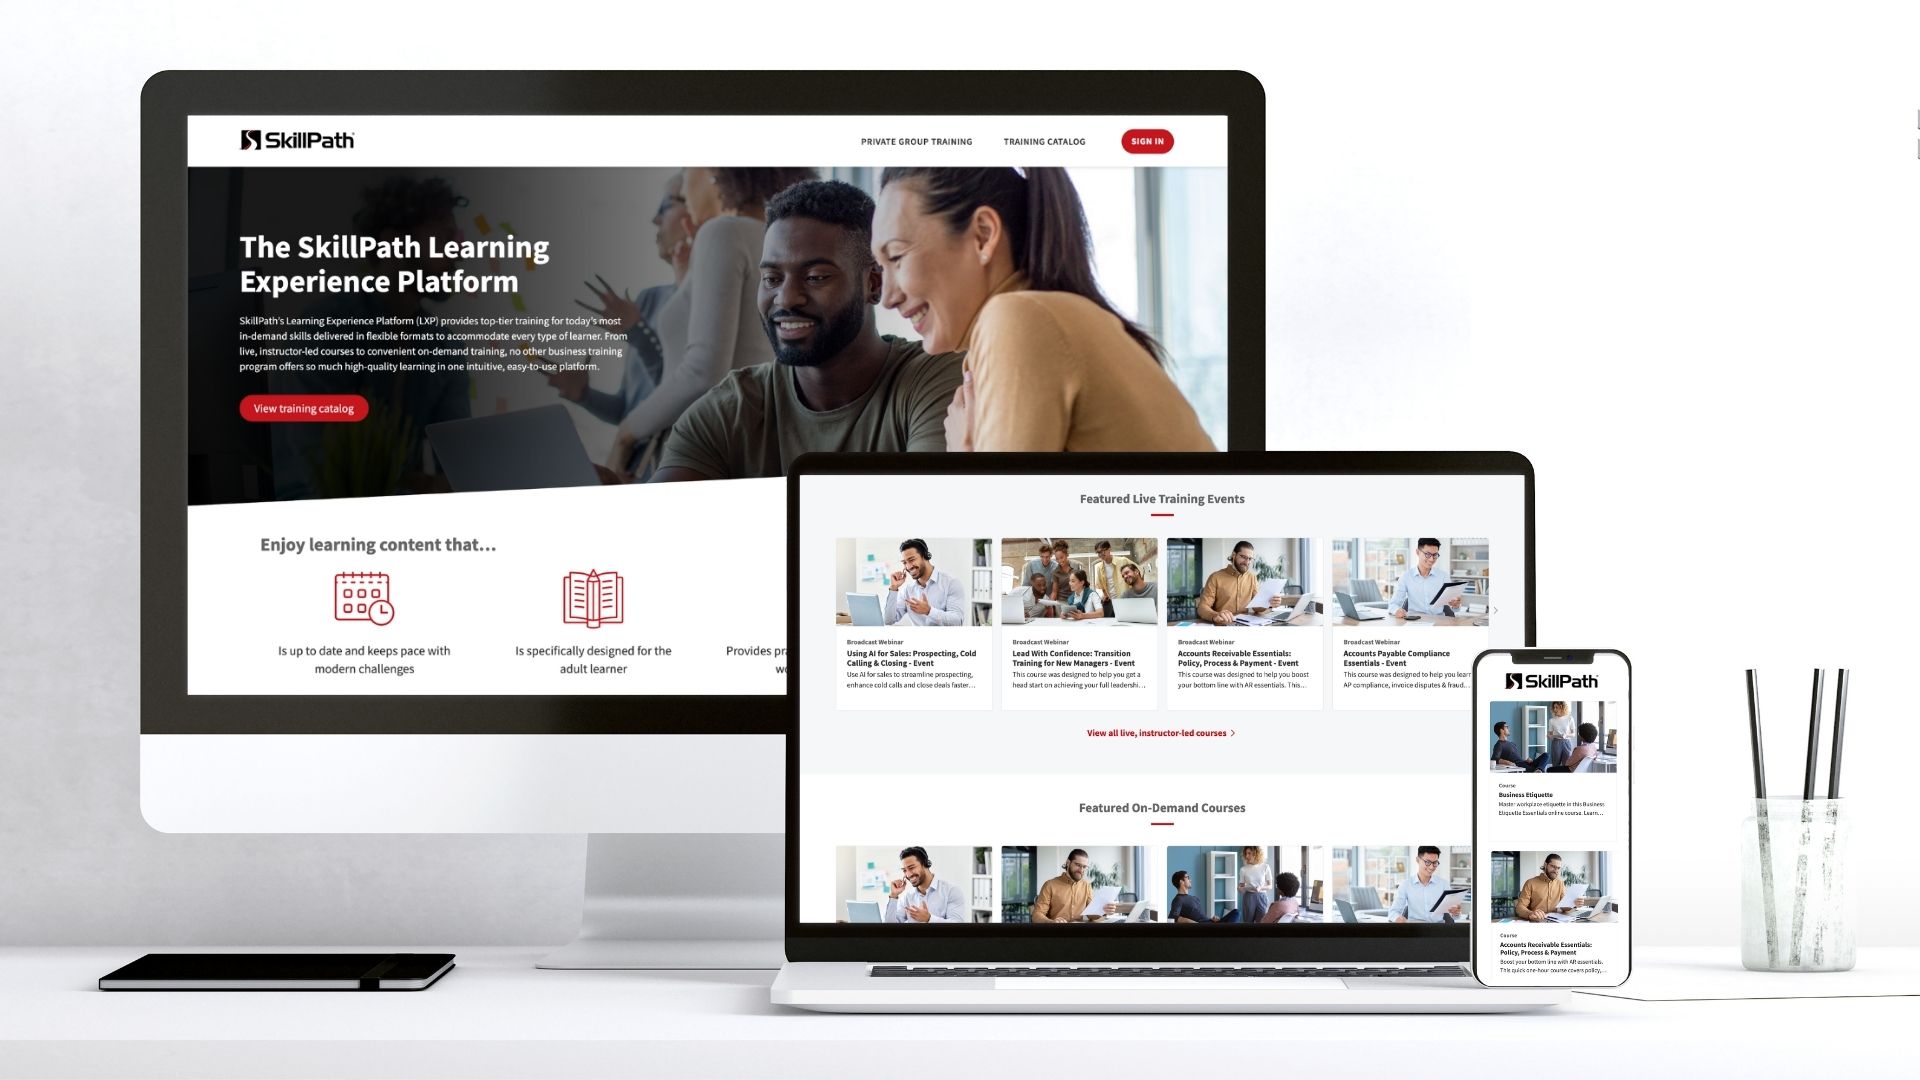 SkillPath
PRIVATE GROUP TRAINING
TRAINING CATALOG
SIGN IN
The SkillPath Learning
Experience Platform
SkillPath's Learning Experience Platform (LXP) provides top-tier training for today's most
in-demand skills delivered in flexible formats to accommodate every type of learner. From
live, instructor-led courses to convenient on-demand training, no other business training
program offers so much high-quality learning in one intuitive, easy-to-use platform.
View training catalog
Enjoy learning content that...
Is up to date and keeps pace with
modern challenges
Is specifically designed for the
adult learner
Provides
Featured Live Training Events
Broadcast Webinar
Using AI for Sales: Prospecting, Cold
Calling & Closing - Event
Use AI for sales to streamline prospecting,
enhance cold calls and close deals faster...
Broadcast Webinar
Lead With Confidence: Transition
Training for New Managers - Event
This course was designed to help you get a
head start on achieving your full leadershi...
Broadcast Webinar
Accounts Receivable Essentials:
Policy, Process & Payment - Event
This course was designed to help you boost
your bottom line with AR essentials. This...
Broadcast Webinar
Accounts Payable Compliance
Essentials - Event
This course was designed to help you learn
AP compliance, invoice disputes & fraud...
View all live, instructor-led courses >
Featured On-Demand Courses
SkillPath
Course
Business Etiquette
Master workplace etiquette in this Business
Etiquette Essentials online course. Learn...
Course
Accounts Receivable Essentials:
Policy, Process & Payment
Boost your bottom line with AR essentials.
This quick one-hour course covers policy,...